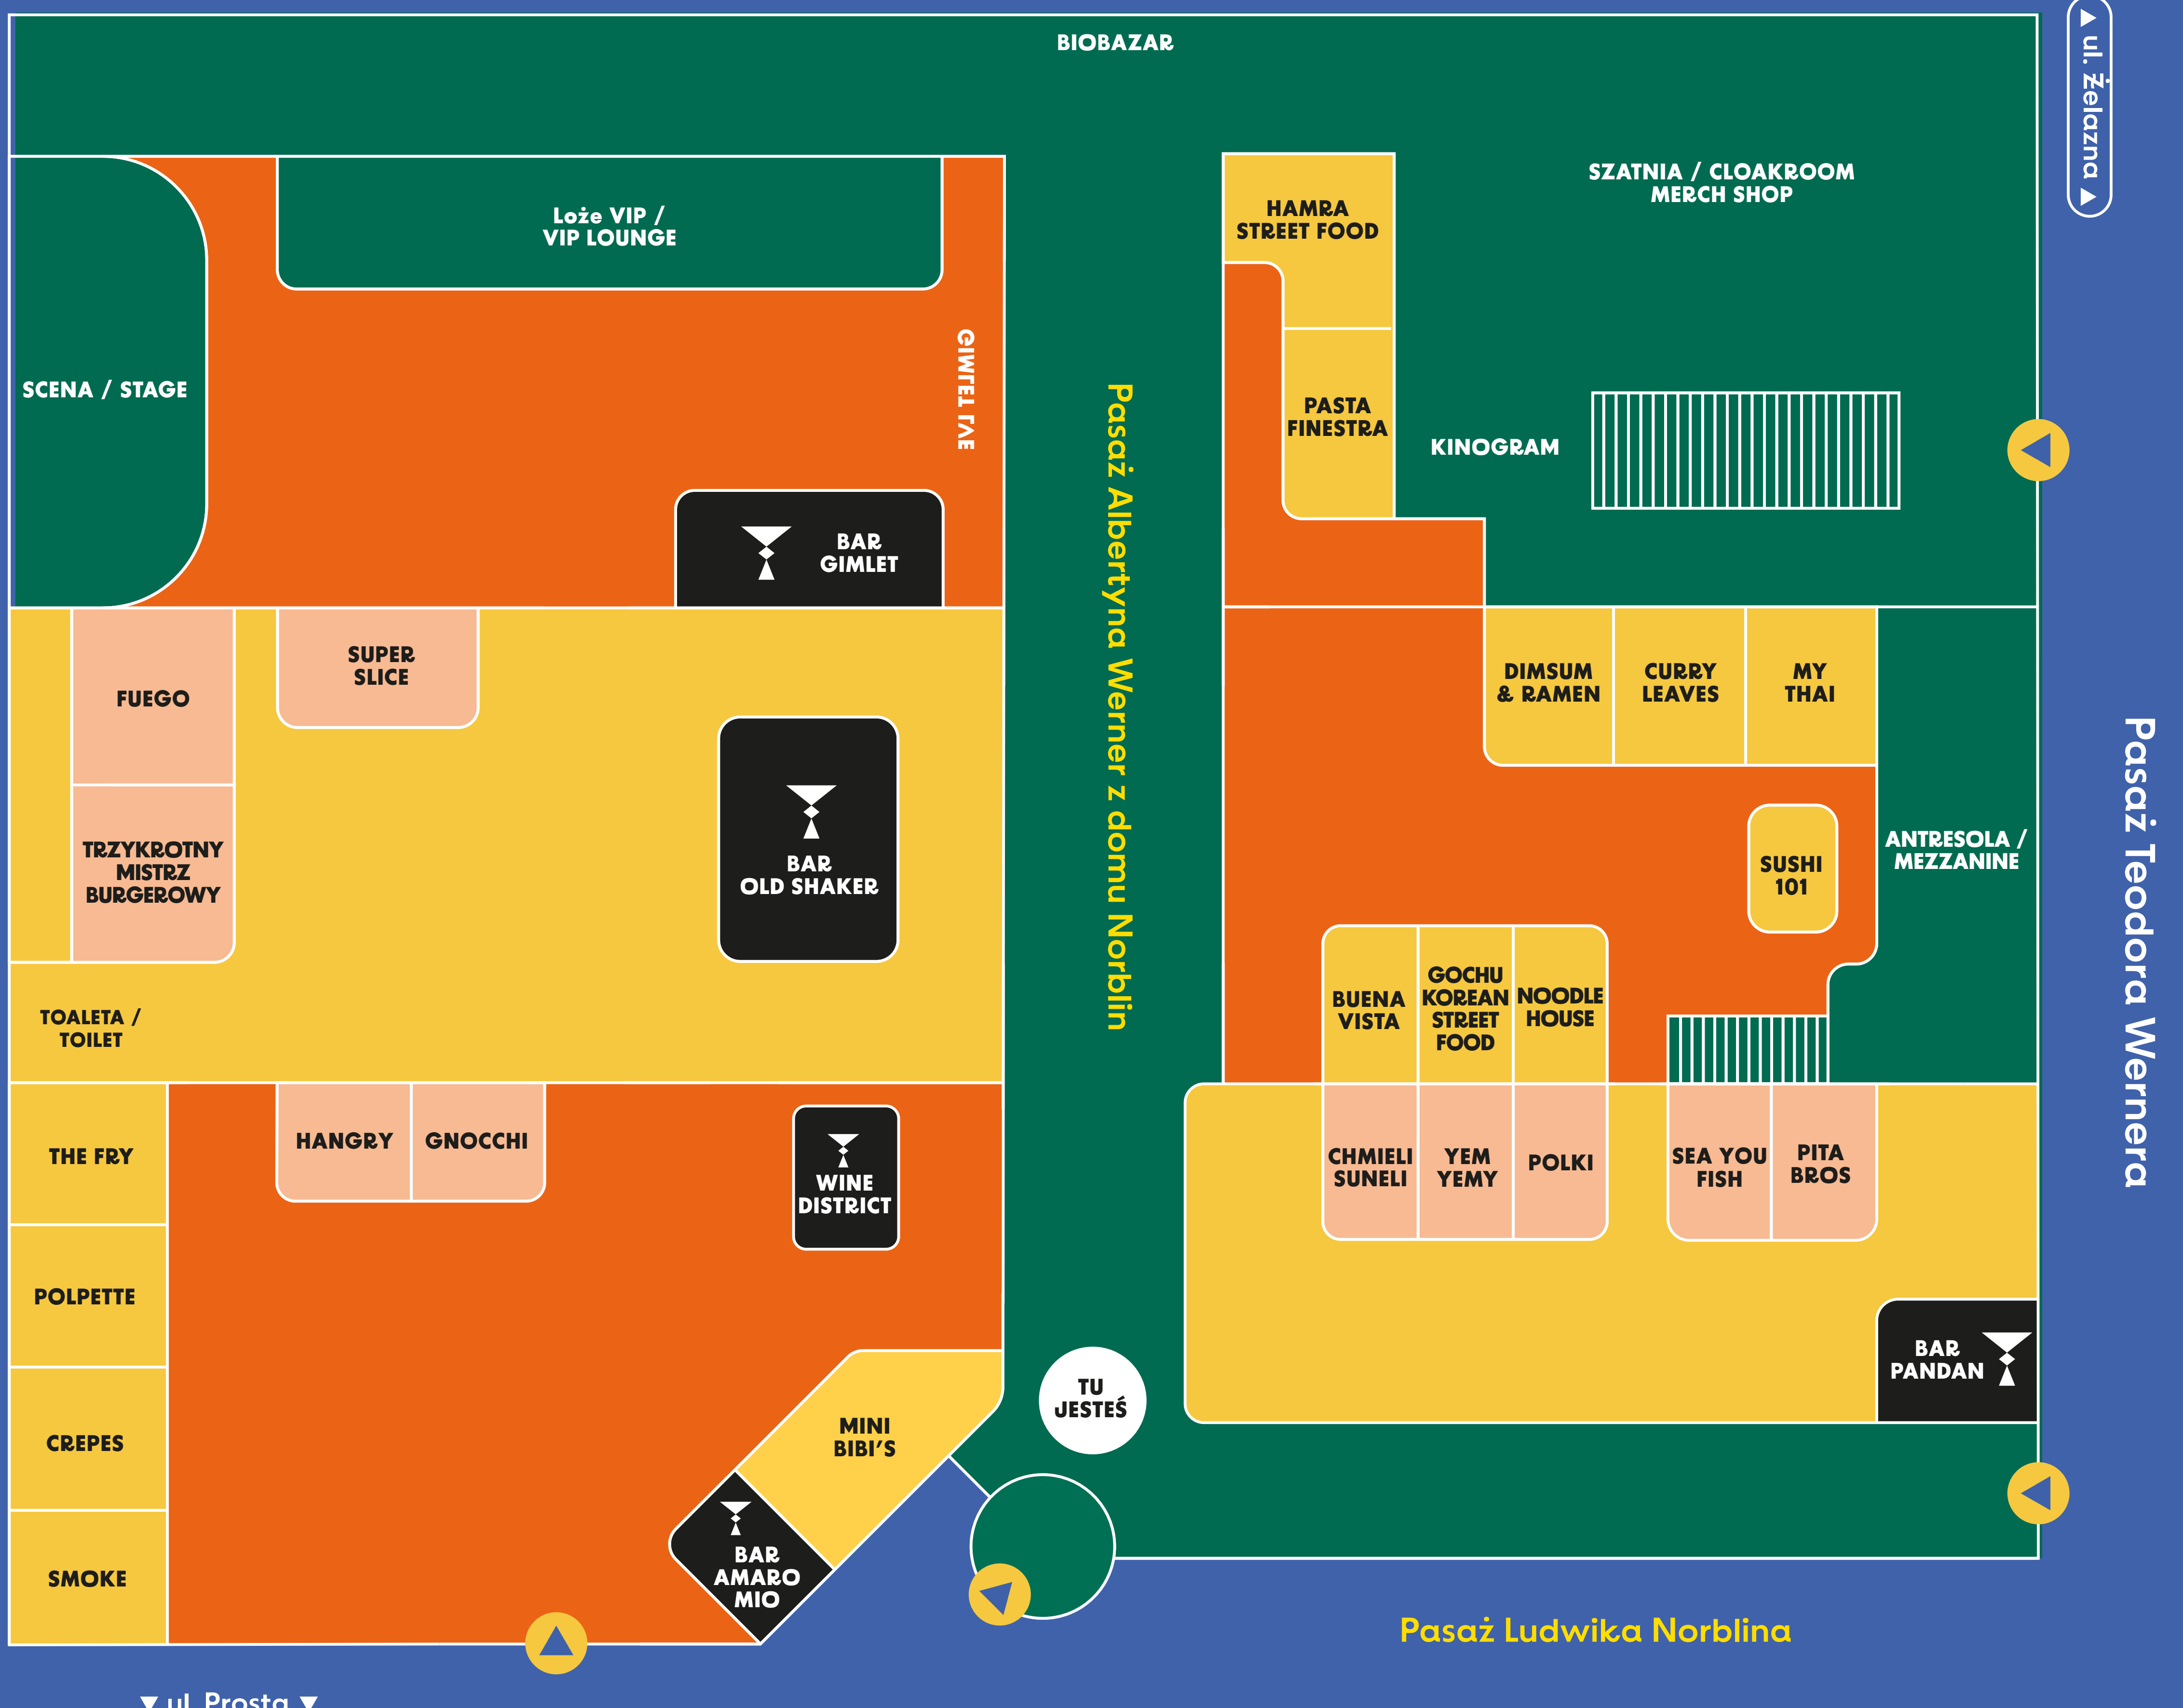 BIOBAZAR
▼ ul. Żelazna ▼
Loże VIP /
VIP LOUNGE
SCENA / STAGE
GIMLET LVE
BAR
GIMLET
HAMRA
STREET FOOD
PASTA
FINESTRA
SZATNIA / CLOAKROOM
MERCH SHOP
KINOGRAM
Pasaż Albertyna Werner z domu Norblin
FUEGO
SUPER
SLICE
TRZYKROTNY
MISTRZ
BURGEROWY
BAR
OLD SHAKER
TOALETA /
TOILET
DIMSUM
& RAMEN
CURRY
LEAVES
MY
THAI
SUSHI
101
ANTRESOLA /
MEZZANINE
Pasaż Teodora Wernera
BUENA
VISTA
GOCHU
KOREAN
STREET
FOOD
NOODLE
HOUSE
THE FRY
HANGRY
GNOCCHI
WINE
DISTRICT
CHMIELI
SUNELI
YEM
YEMY
POLKI
SEA YOU
FISH
PITA
BROS
POLPETTE
CREPES
SMOKE
MINI
BIBI'S
BAR
AMARO
MIO
TU
JESTEŚ
BAR
PANDAN
Pasaż Ludwika Norblina
▼ ul. Prosta ▼